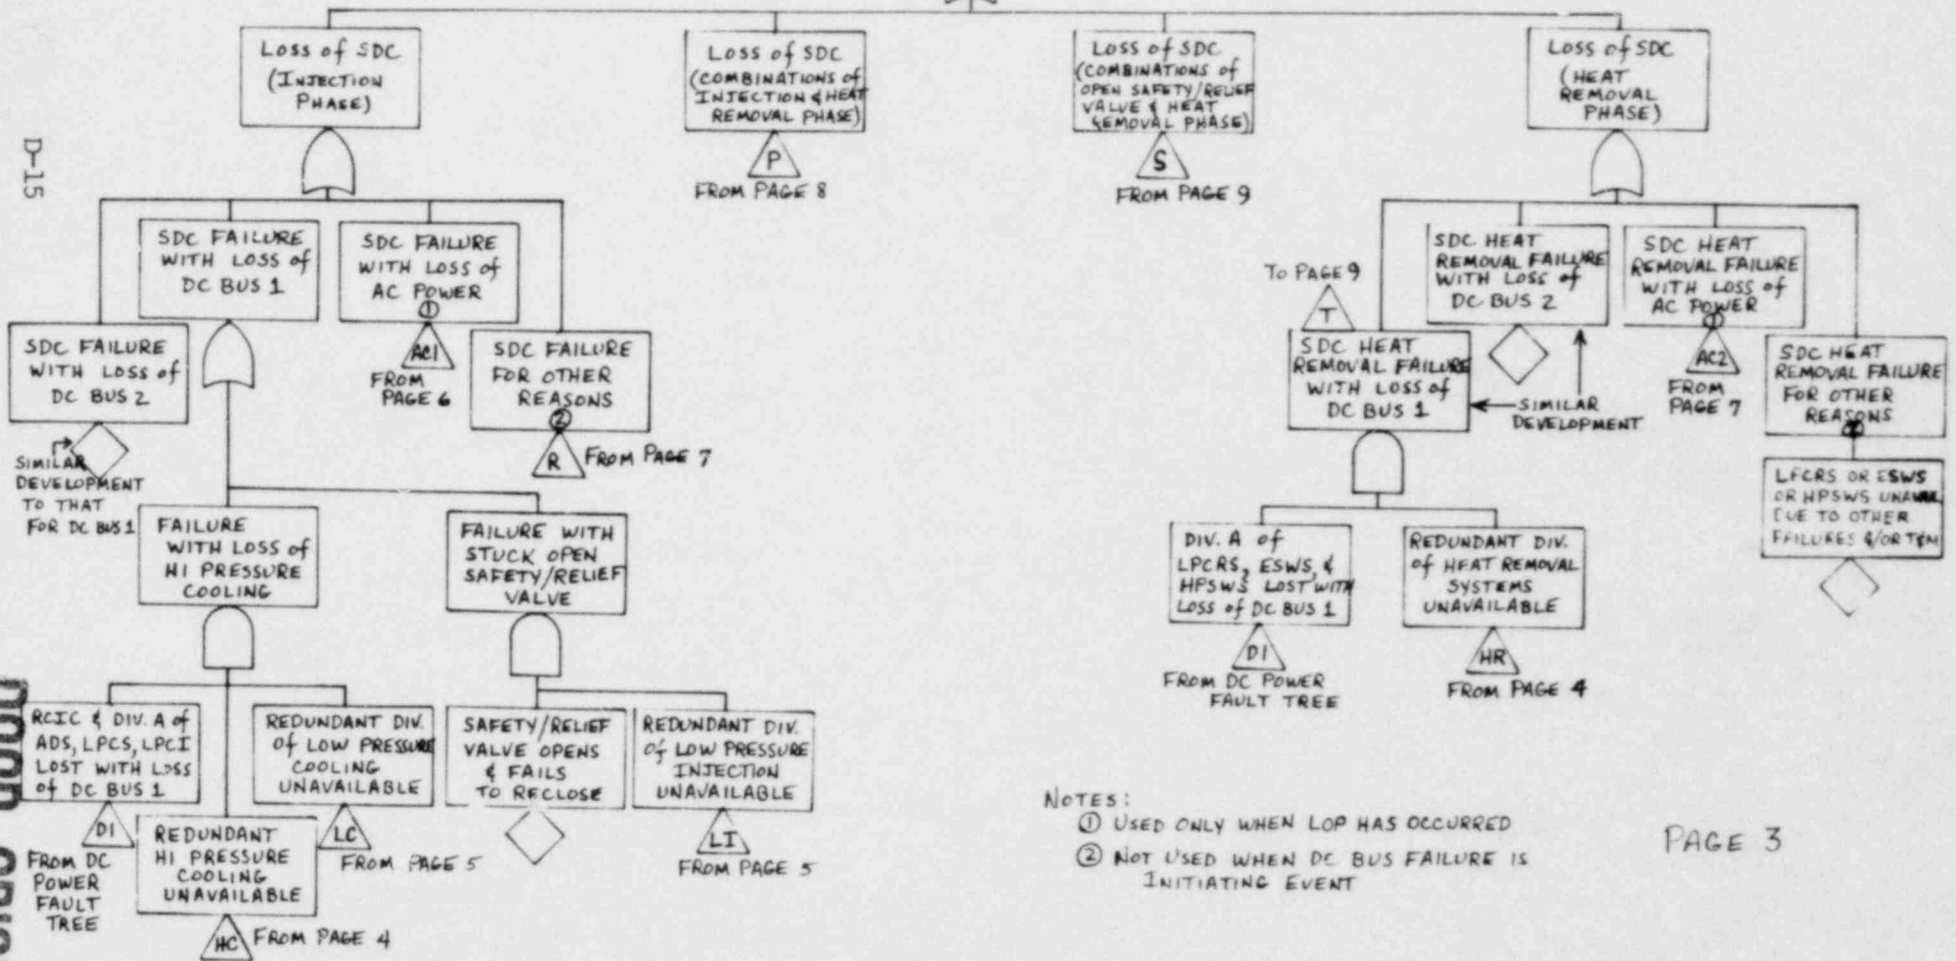 Loss of SDC
(INJECTION
PHASE)
Loss of SDC
(COMBINATIONS of
INJECTION & HEAT
REMOVAL PHASE)
P
FROM PAGE 8
Loss of SDC
(COMBINATIONS of
OPEN SAFETY/RELIEF
VALVE & HEAT
REMOVAL PHASE)
S
FROM PAGE 9
Loss of SDC
(HEAT
REMOVAL
PHASE)
D-15
SDC FAILURE
WITH LOSS of
DC BUS 2
SIMILAR
DEVELOPMENT
TO THAT
FOR DC BUS 1
SDC FAILURE
WITH LOSS of
DC BUS 1
SDC FAILURE
WITH LOSS of
AC POWER
①
AC1
FROM
PAGE 6
SDC FAILURE
FOR OTHER
REASONS
②
R
FROM PAGE 7
FAILURE
WITH LOSS of
HI PRESSURE
COOLING
FAILURE WITH
STUCK OPEN
SAFETY/RELIEF
VALVE
RCIC & DIV. A of
ADS, LPCS, LPCI
LOST WITH LOSS
of DC BUS 1
D1
FROM DC
POWER
FAULT
TREE
REDUNDANT
HI PRESSURE
COOLING
UNAVAILABLE
HC
FROM PAGE 4
REDUNDANT DIV.
of LOW PRESSURE
COOLING
UNAVAILABLE
LC
FROM PAGE 5
SAFETY/RELIEF
VALVE OPENS
& FAILS
TO RECLOSE
REDUNDANT DIV.
of LOW PRESSURE
INJECTION
UNAVAILABLE
LI
FROM PAGE 5
TO PAGE 9
T
SDC HEAT
REMOVAL FAILURE
WITH LOSS of
DC BUS 1
SDC HEAT
REMOVAL FAILURE
WITH LOSS of
DC BUS 2
SIMILAR
DEVELOPMENT
SDC HEAT
REMOVAL FAILURE
WITH LOSS of
AC POWER
①
AC2
FROM
PAGE 7
SDC HEAT
REMOVAL FAILURE
FOR OTHER
REASONS
②
LPCRS OR ESWS
OR HPSWS UNAVAIL
DUE TO OTHER
FAILURES &/OR T&M
DIV. A of
LPCRS, ESWS, &
HPSWS LOST WITH
LOSS of DC BUS 1
D1
FROM DC POWER
FAULT TREE
REDUNDANT DIV.
of HEAT REMOVAL
SYSTEMS
UNAVAILABLE
HR
FROM PAGE 4
NOTES:
① USED ONLY WHEN LOP HAS OCCURRED
② NOT USED WHEN DC BUS FAILURE IS
INITIATING EVENT
PAGE 3